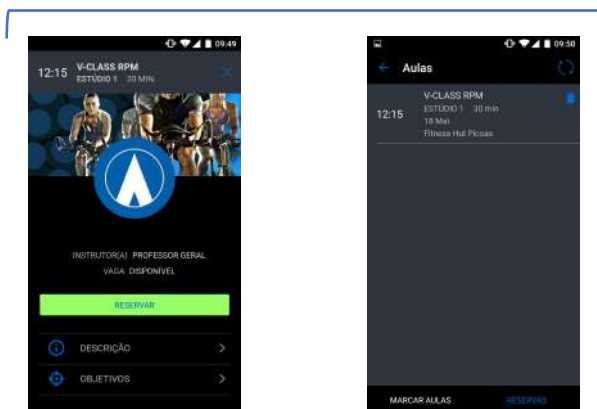 09:49
12:15 V-CLASS RPM
ESTÚDIO 1 30 MIN.
INSTRUTOR(A) PROFESSOR GERAL
VAGA DISPONÍVEL
RESERVAR
DESCRIÇÃO
OBJETIVOS
09:50
Aulas
V-CLASS RPM
12:15 ESTÚDIO 1 30 min
18 Mai
Fitness Hut Picoas
MARCAR AULAS RESERVAS